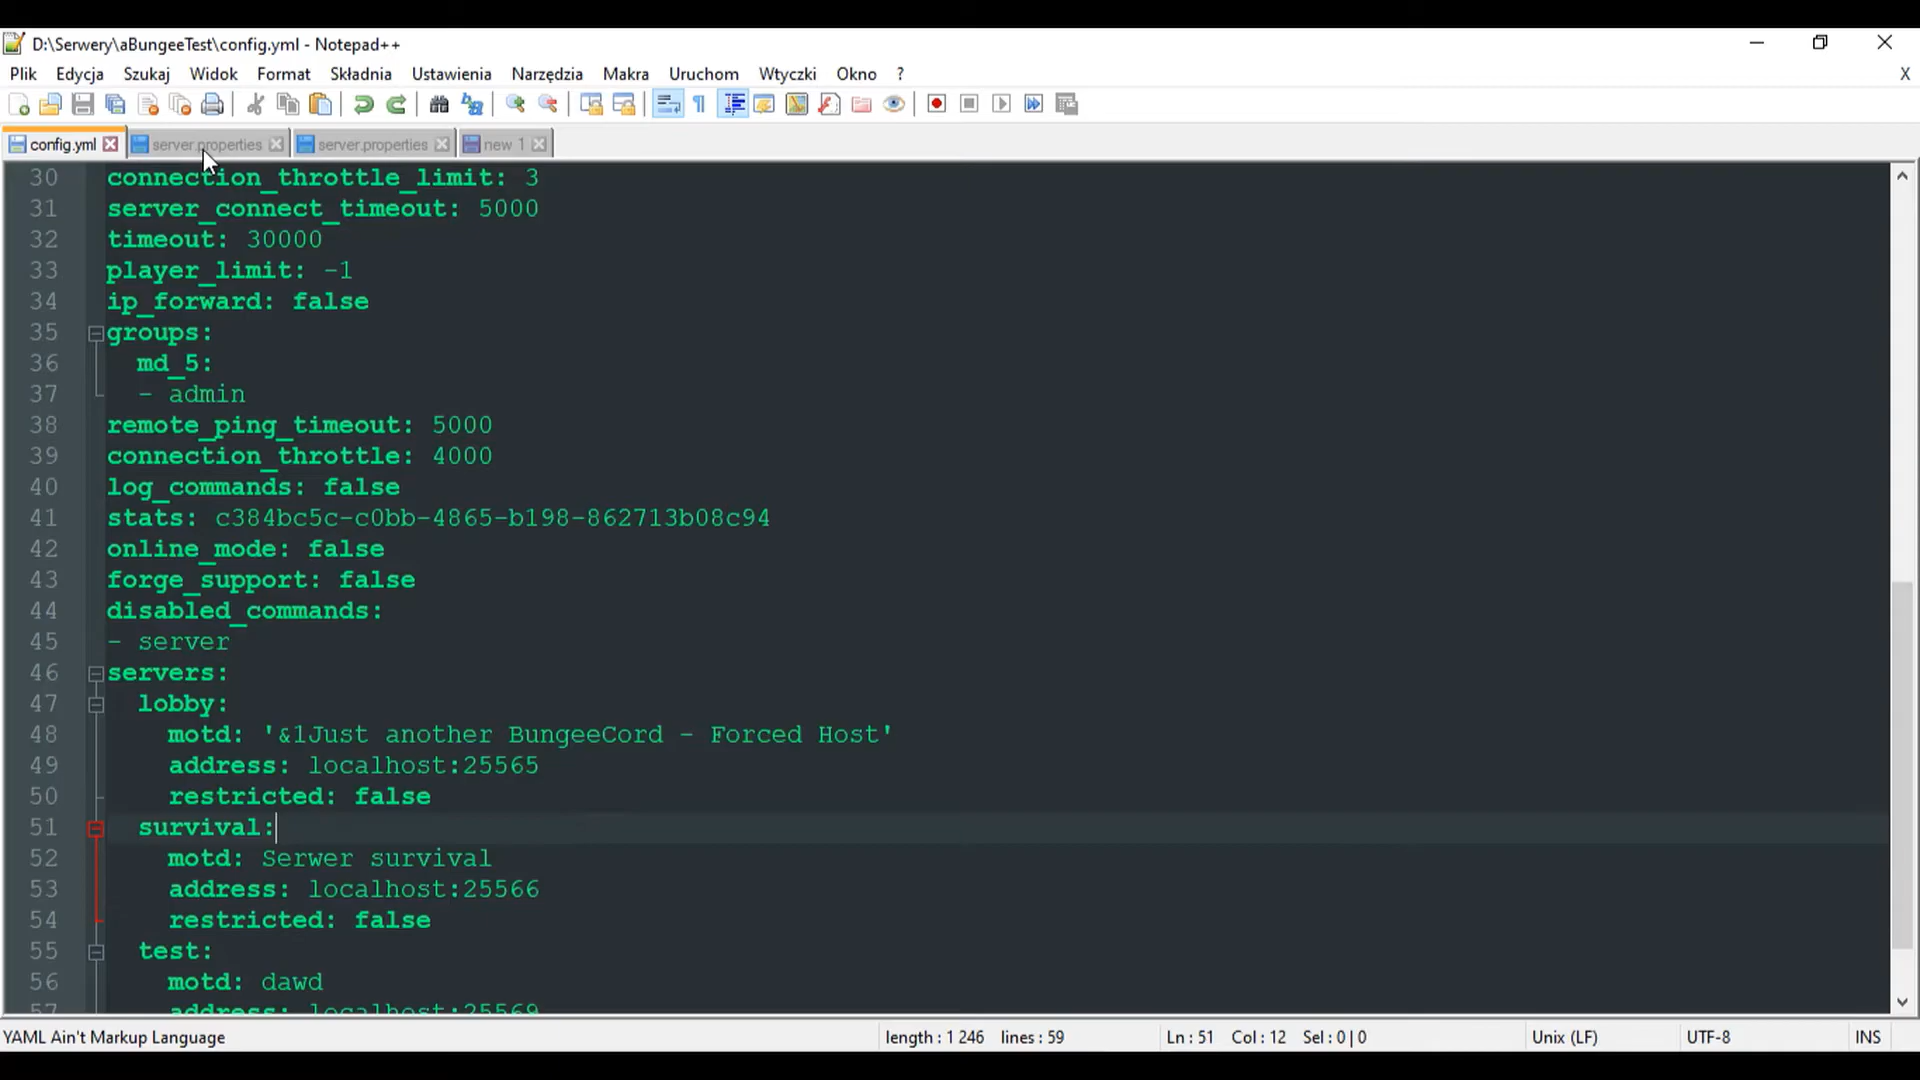 D:\Serwery\aBungeeTest\config.yml - Notepad++
Plik Edycja Szukaj Widok Format Składnia Ustawienia Narzędzia Makra Uruchom Wtyczki Okno ? X
config.yml server.properties server.properties new 1
30 connection_throttle_limit: 3
31 server_connect_timeout: 5000
32 timeout: 30000
33 player_limit: -1
34 ip_forward: false
35 groups:
36 md_5:
37 - admin
38 remote_ping_timeout: 5000
39 connection_throttle: 4000
40 log_commands: false
41 stats: c384bc5c-c0bb-4865-b198-862713b08c94
42 online_mode: false
43 forge_support: false
44 disabled_commands:
45 - server
46 servers:
47 lobby:
48 motd: '&1Just another BungeeCord - Forced Host'
49 address: localhost:25565
50 restricted: false
51 survival:
52 motd: Serwer survival
53 address: localhost:25566
54 restricted: false
55 test:
56 motd: dawd
57 address: localhost:25569
YAML Ain't Markup Language length : 1 246 lines : 59 Ln : 51 Col : 12 Sel : 0 | 0 Unix (LF) UTF-8 INS